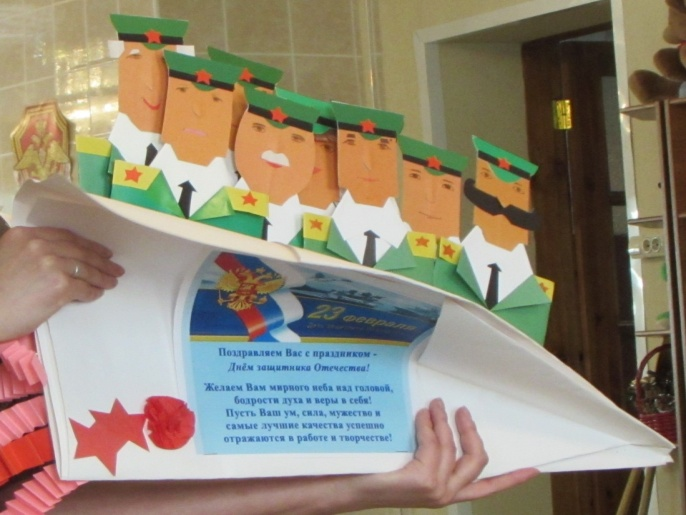 23 февраля
Поздравляем Вас с праздником -
Днём защитника Отечества!
Желаем Вам мирного неба над головой,
бодрости духа и веры в себя!
Пусть Ваш ум, сила, мужество и
самые лучшие качества успешно
отражаются в работе и творчестве!